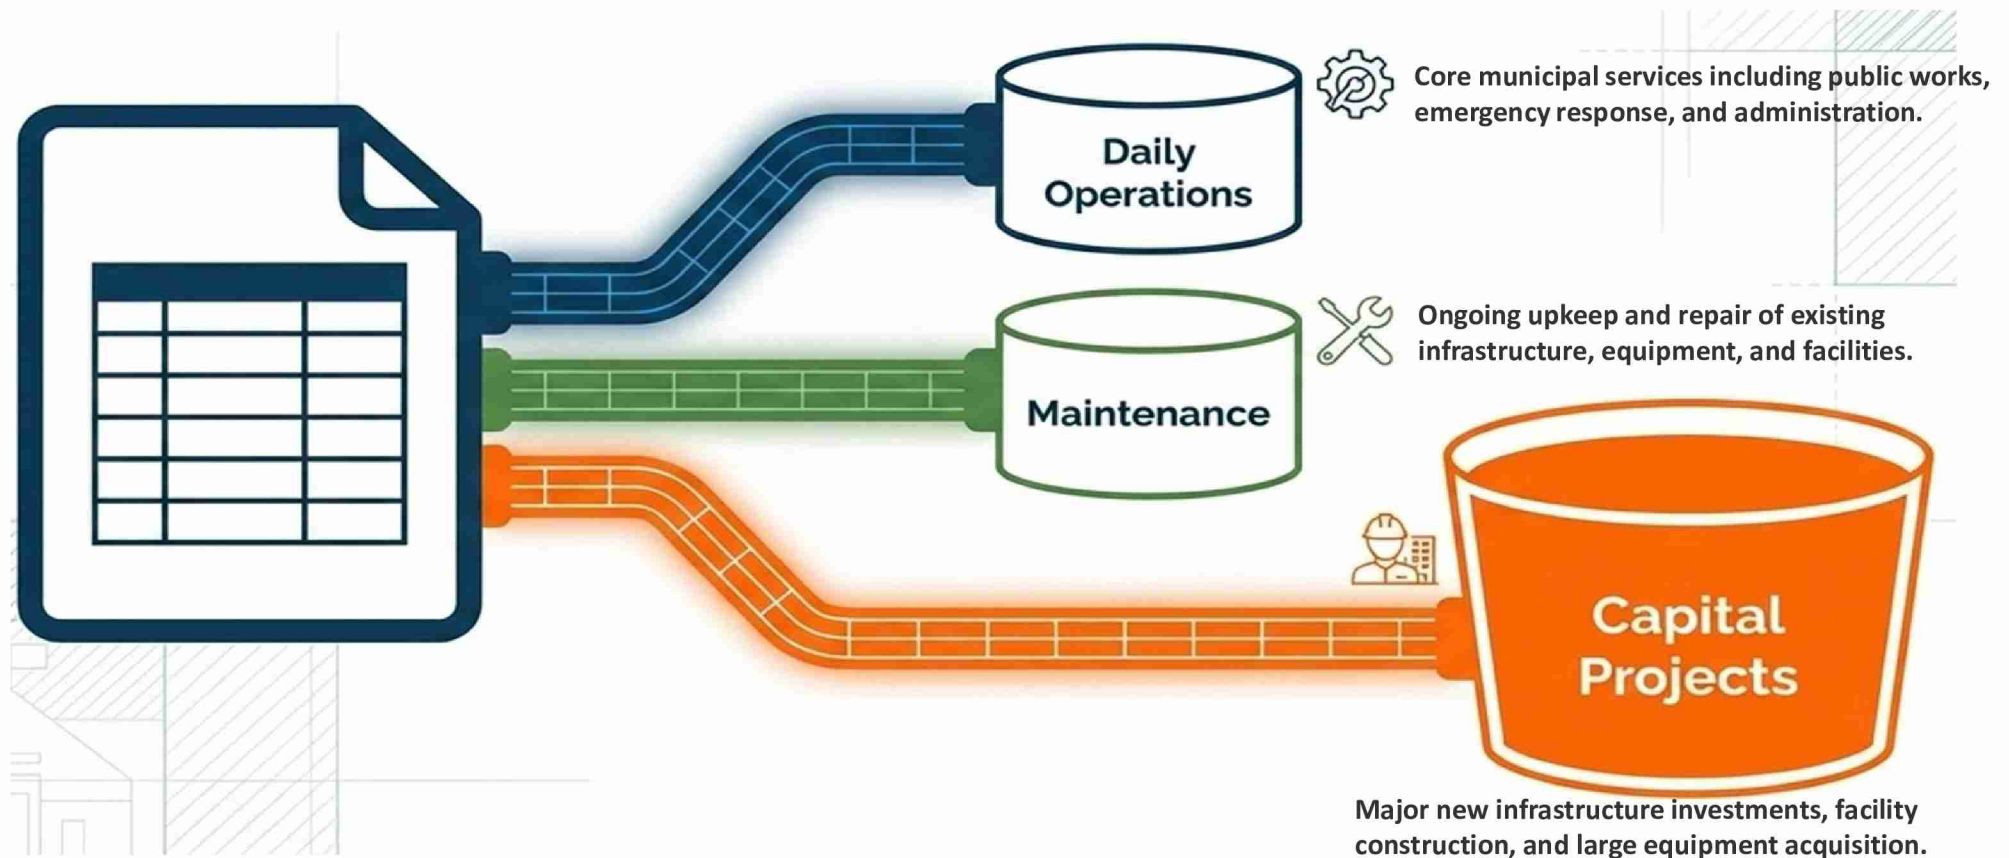 Daily
Operations
Core municipal services including public works,
emergency response, and administration.
Maintenance
Ongoing upkeep and repair of existing
infrastructure, equipment, and facilities.
Capital
Projects
Major new infrastructure investments, facility
construction, and large equipment acquisition.